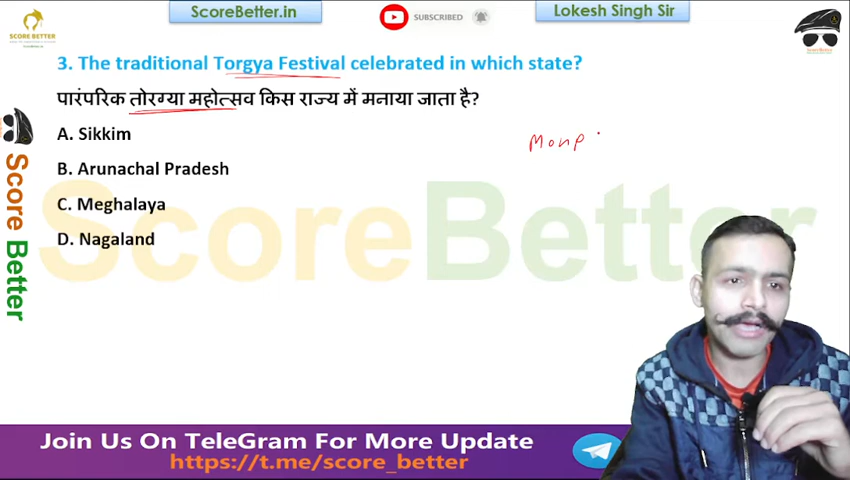 SCORE BETTER
ScoreBetter.in
SUBSCRIBED
Lokesh Singh Sir
3. The traditional Torgya Festival celebrated in which state?
पारंपरिक तोरग्या महोत्सव किस राज्य में मनाया जाता है?
A. Sikkim
Monp
B. Arunachal Pradesh
C. Meghalaya
D. Nagaland
Score Better
ScoreBetter
Join Us On TeleGram For More Update
https://t.me/score_better